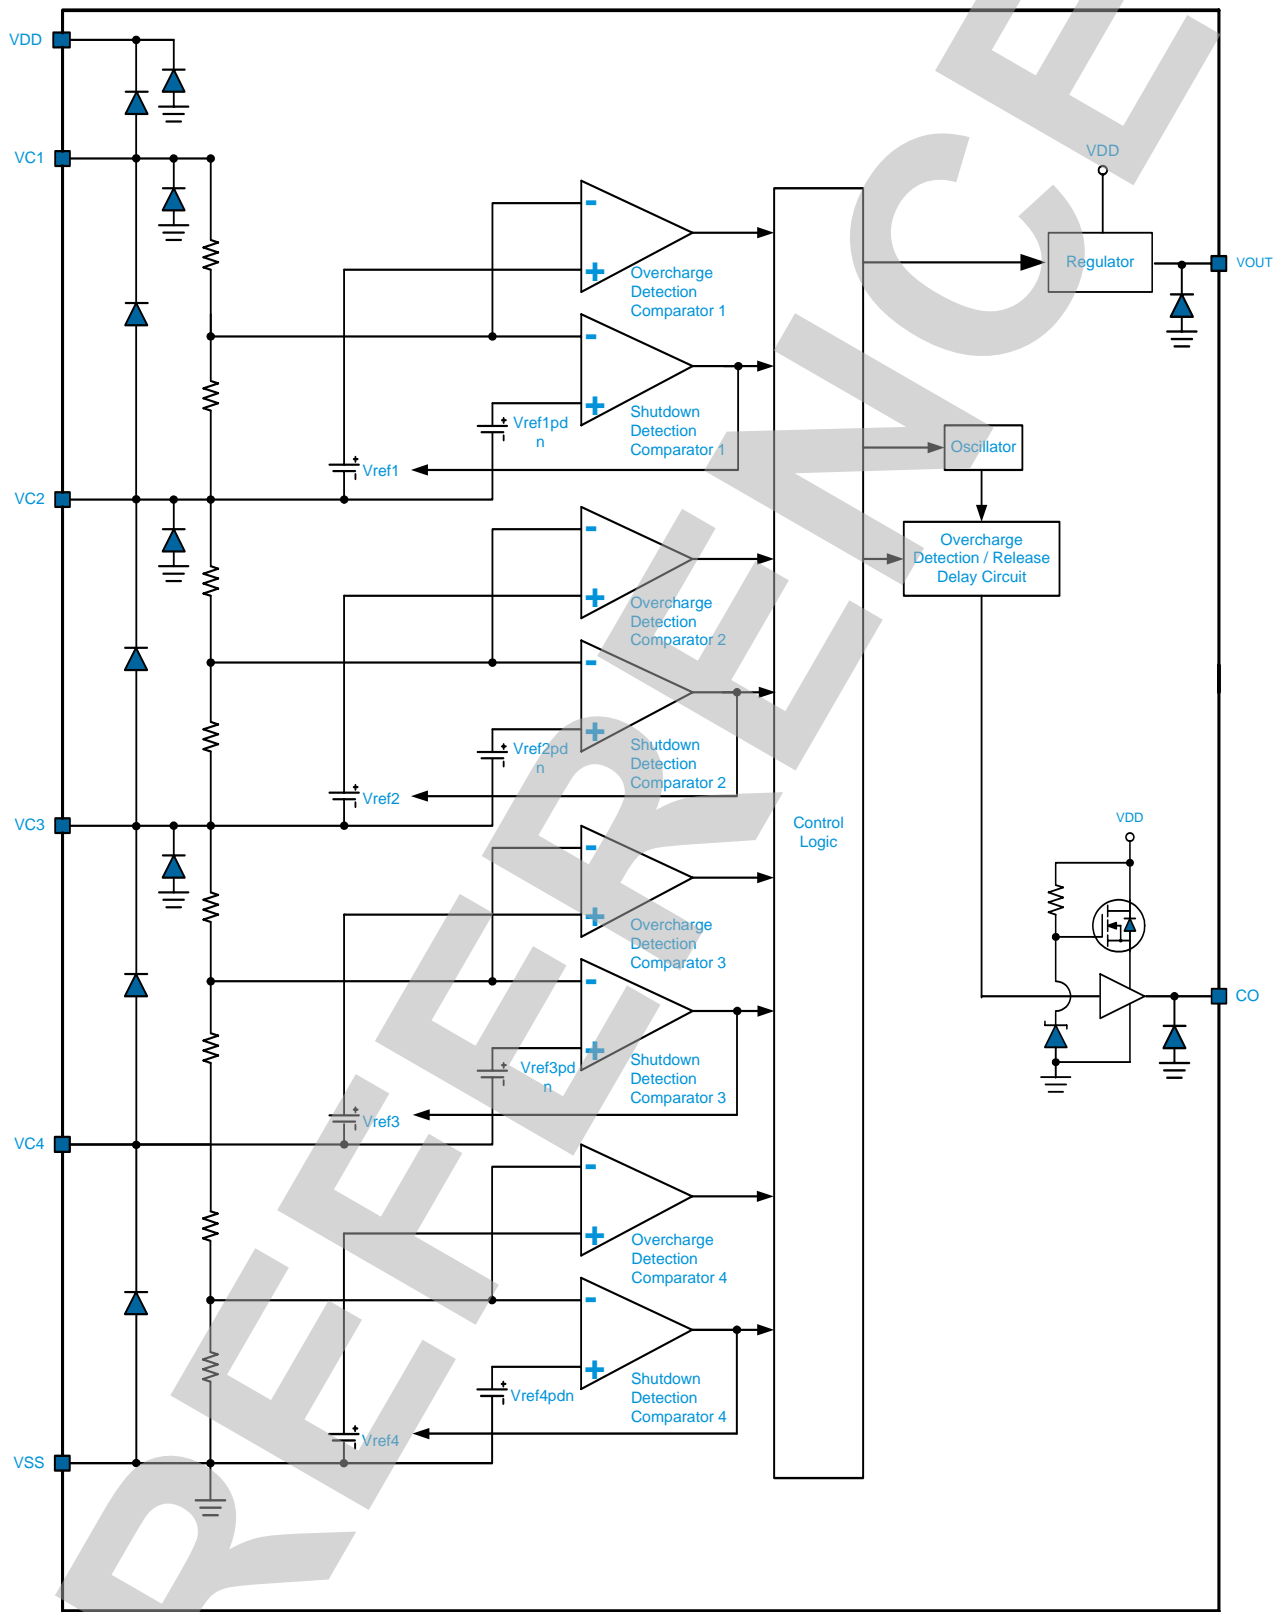 VDD
VC1
VDD
Regulator
VOUT
-
+
Overcharge
Detection
Comparator 1
-
+
Shutdown
Detection
Comparator 1
Vref1pd
n
Vref1
Oscillator
VC2
Overcharge
Detection / Release
Delay Circuit
-
+
Overcharge
Detection
Comparator 2
-
+
Shutdown
Detection
Comparator 2
Vref2pd
n
Vref2
VC3
Control
Logic
VDD
-
+
Overcharge
Detection
Comparator 3
-
+
Shutdown
Detection
Comparator 3
Vref3pd
n
Vref3
CO
VC4
-
+
Overcharge
Detection
Comparator 4
-
+
Shutdown
Detection
Comparator 4
Vref4pdn
Vref4
VSS
REFERENCE